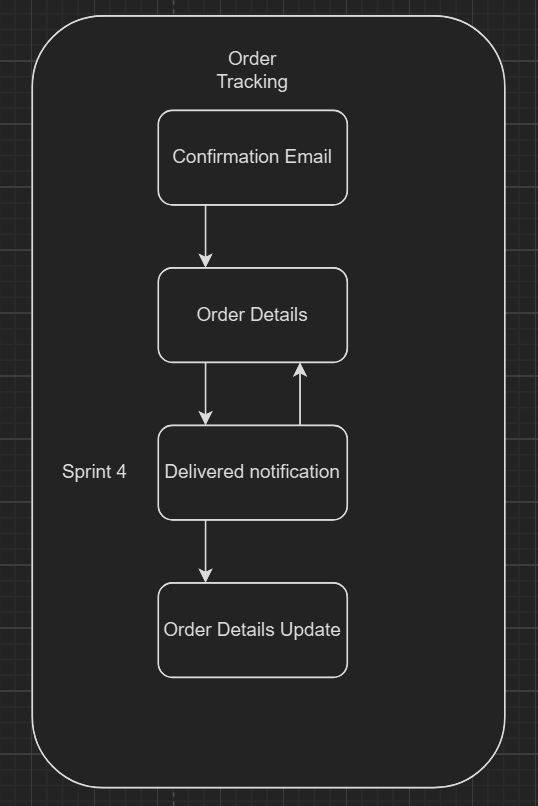 Order
Tracking
Confirmation Email
Order Details
Sprint 4
Delivered notification
Order Details Update